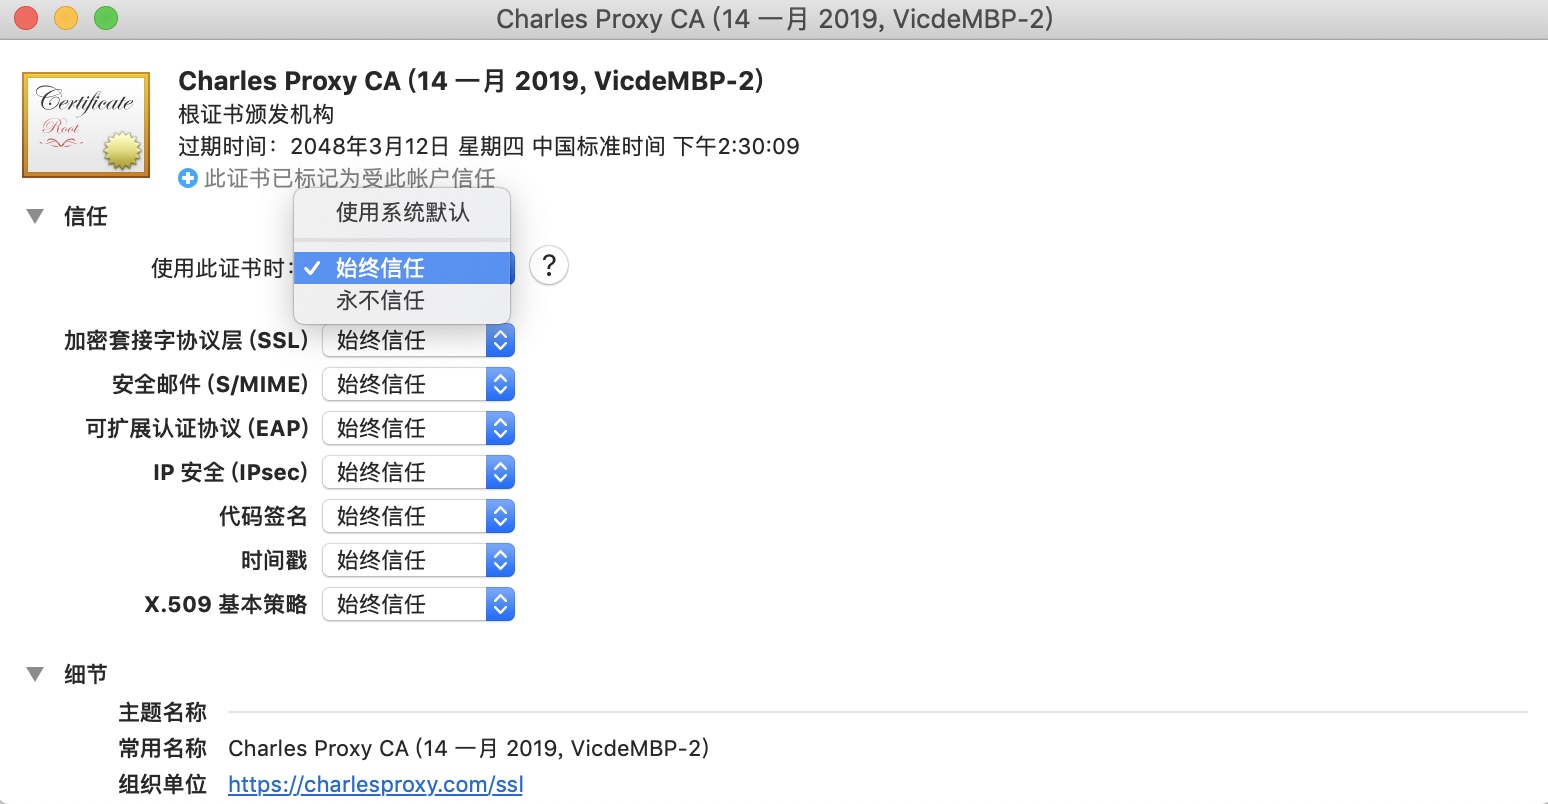 Charles Proxy CA (14 一月 2019, VicdeMBP-2)
Certificate
Root
Charles Proxy CA (14 一月 2019, VicdeMBP-2)
根证书颁发机构
过期时间：2048年3月12日 星期四 中国标准时间 下午2:30:09
此证书已标记为受此帐户信任
信任
使用系统默认
使用此证书时: ✓ 始终信任 ?
永不信任
加密套接字协议层 (SSL) 始终信任
安全邮件 (S/MIME) 始终信任
可扩展认证协议 (EAP) 始终信任
IP 安全 (IPsec) 始终信任
代码签名 始终信任
时间戳 始终信任
X.509 基本策略 始终信任
细节
主题名称
常用名称 Charles Proxy CA (14 一月 2019, VicdeMBP-2)
组织单位 https://charlesproxy.com/ssl